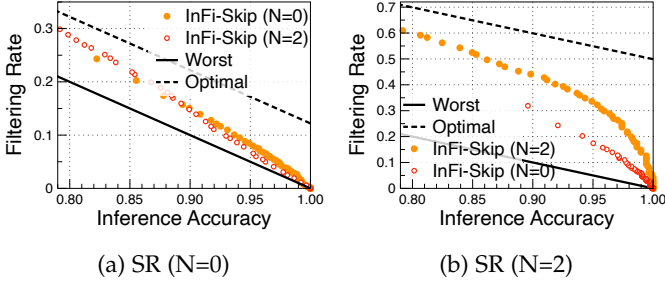 Filtering Rate
0.3
0.2
0.1
0
InFi-Skip (N=0)
InFi-Skip (N=2)
Worst
Optimal
0.80 0.85 0.90 0.95 1.00
Inference Accuracy
(a) SR (N=0)
Filtering Rate
0.7
0.6
0.5
0.4
0.3
0.2
0.1
0
Worst
Optimal
InFi-Skip (N=2)
InFi-Skip (N=0)
0.80 0.85 0.90 0.95 1.00
Inference Accuracy
(b) SR (N=2)